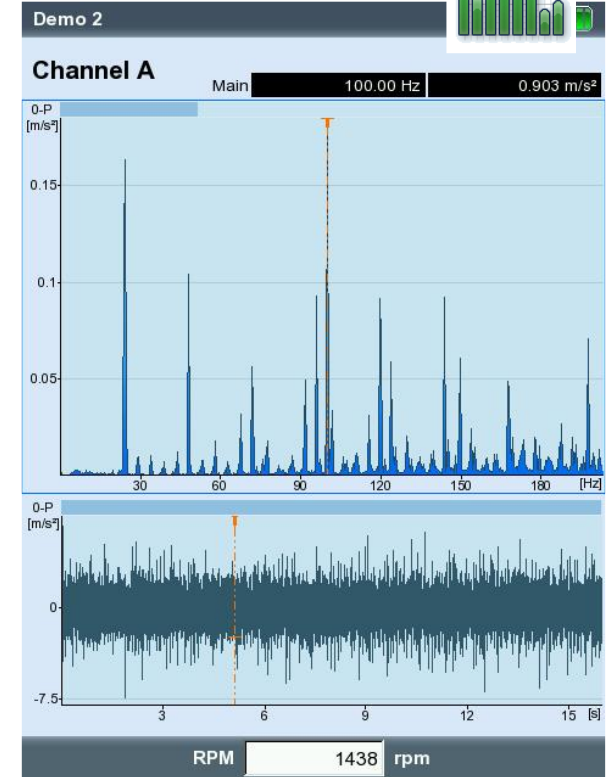 Demo 2
Channel A
Main 100.00 Hz 0.903 m/s²
0-P
[m/s²]
0.15
0.1
0.05
30 60 90 120 150 180 [Hz]
0-P
[m/s²]
0
-7.5
3 6 9 12 15 [s]
RPM 1438 rpm